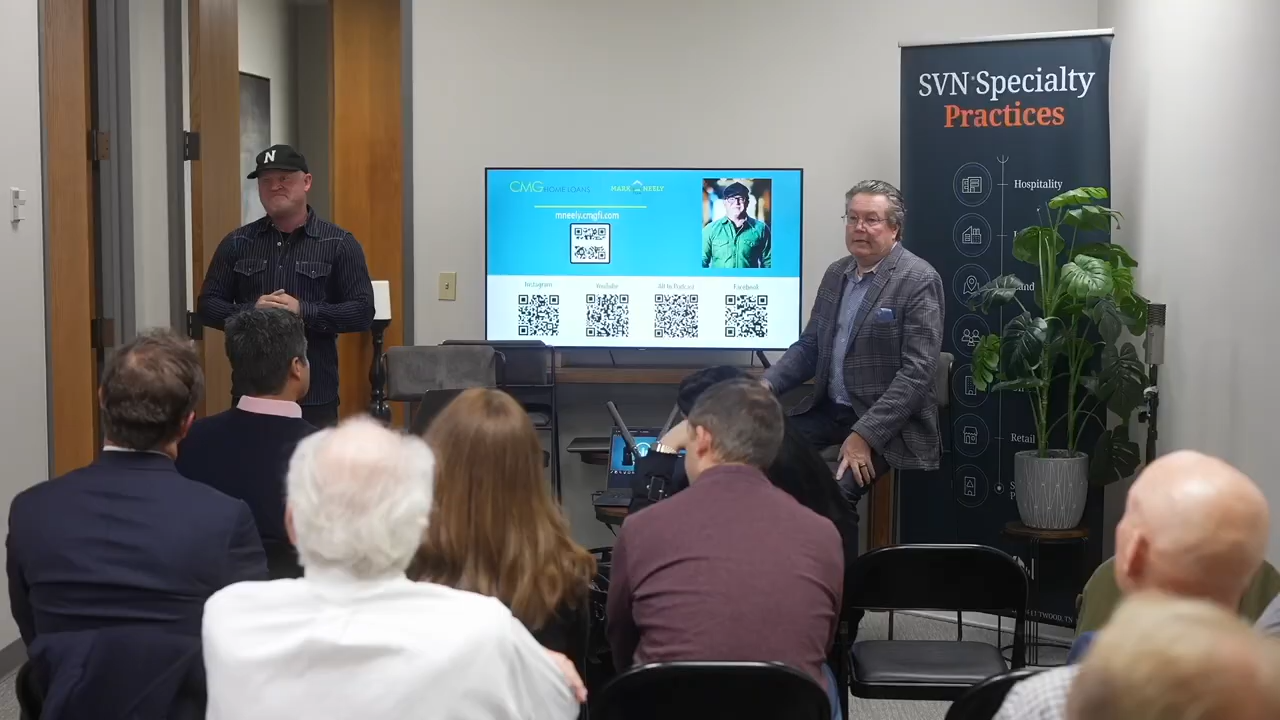 N
CMG HOME LOANS
MARK NEELY
mneely.cmgfi.com
Instagram
YouTube
Facebook
SVN Specialty
Practices
Hospitality
Retail